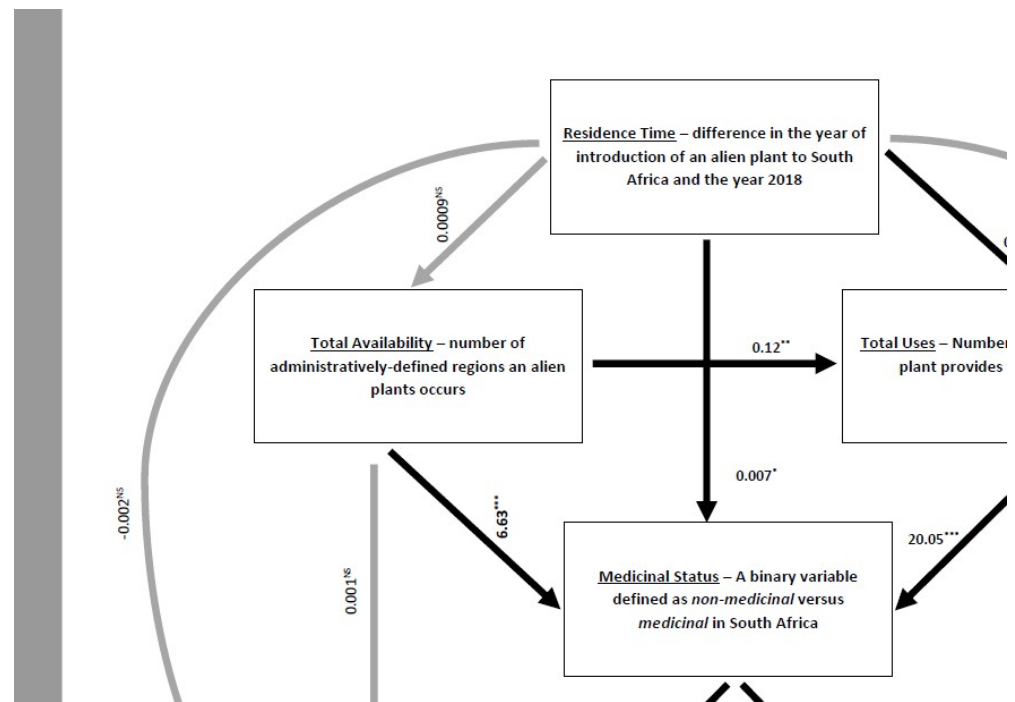 Residence Time – difference in the year of
introduction of an alien plant to South
Africa and the year 2018
0.0009NS
Total Availability – number of
administratively-defined regions an alien
plants occurs
0.12**
Total Uses – Number
plant provides
-0.002NS
6.63***
0.007*
20.05***
0.001NS
Medicinal Status – A binary variable
defined as non-medicinal versus
medicinal in South Africa